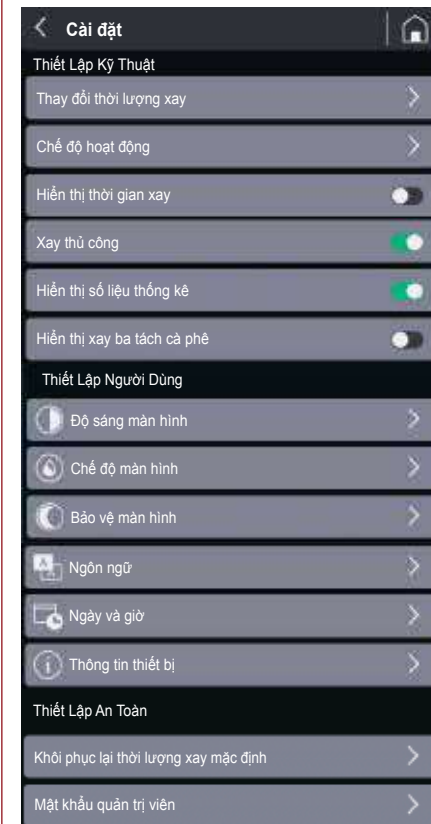 Cài đặt
Thiết Lập Kỹ Thuật
Thay đổi thời lượng xay
Chế độ hoạt động
Hiển thị thời gian xay
Xay thủ công
Hiển thị số liệu thống kê
Hiển thị xay ba tách cà phê
Thiết Lập Người Dùng
Độ sáng màn hình
Chế độ màn hình
Bảo vệ màn hình
Ngôn ngữ
Ngày và giờ
Thông tin thiết bị
Thiết Lập An Toàn
Khôi phục lại thời lượng xay mặc định
Mật khẩu quản trị viên